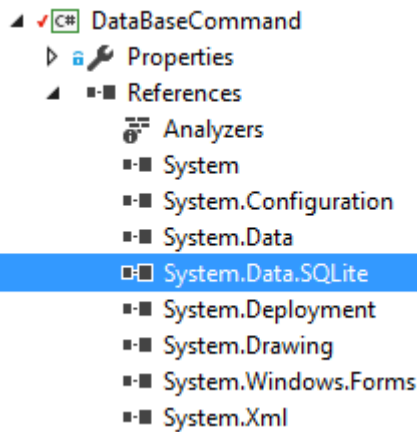 C# DataBaseCommand
Properties
References
Analyzers
System
System.Configuration
System.Data
System.Data.SQLite
System.Deployment
System.Drawing
System.Windows.Forms
System.Xml